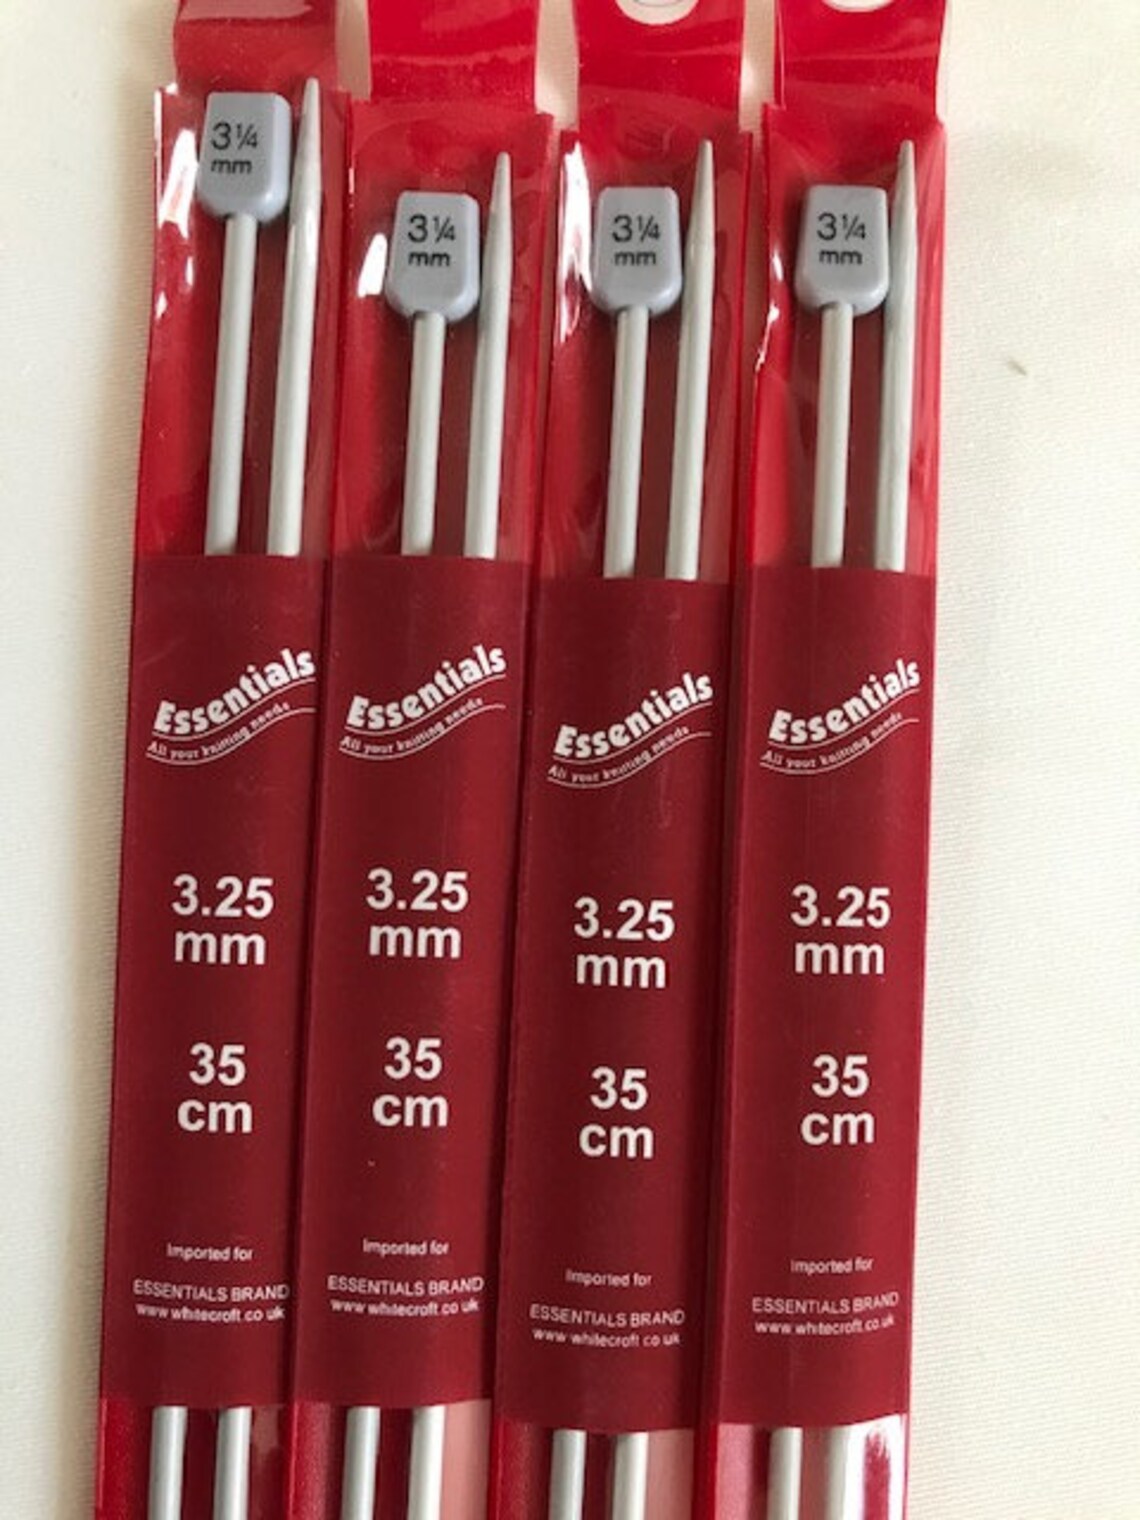 3¼
mm
3¼
mm
3¼
mm
3¼
mm
Essentials
All your knitting needs
3.25
mm
35
cm
Imported for
ESSENTIALS BRAND
www.whitecroft.co.uk
Essentials
All your knitting needs
3.25
mm
35
cm
Imported for
ESSENTIALS BRAND
www.whitecroft.co.uk
Essentials
All your knitting needs
3.25
mm
35
cm
Imported for
ESSENTIALS BRAND
www.whitecroft.co.uk
Essentials
All your knitting needs
3.25
mm
35
cm
Imported for
ESSENTIALS BRAND
www.whitecroft.co.uk